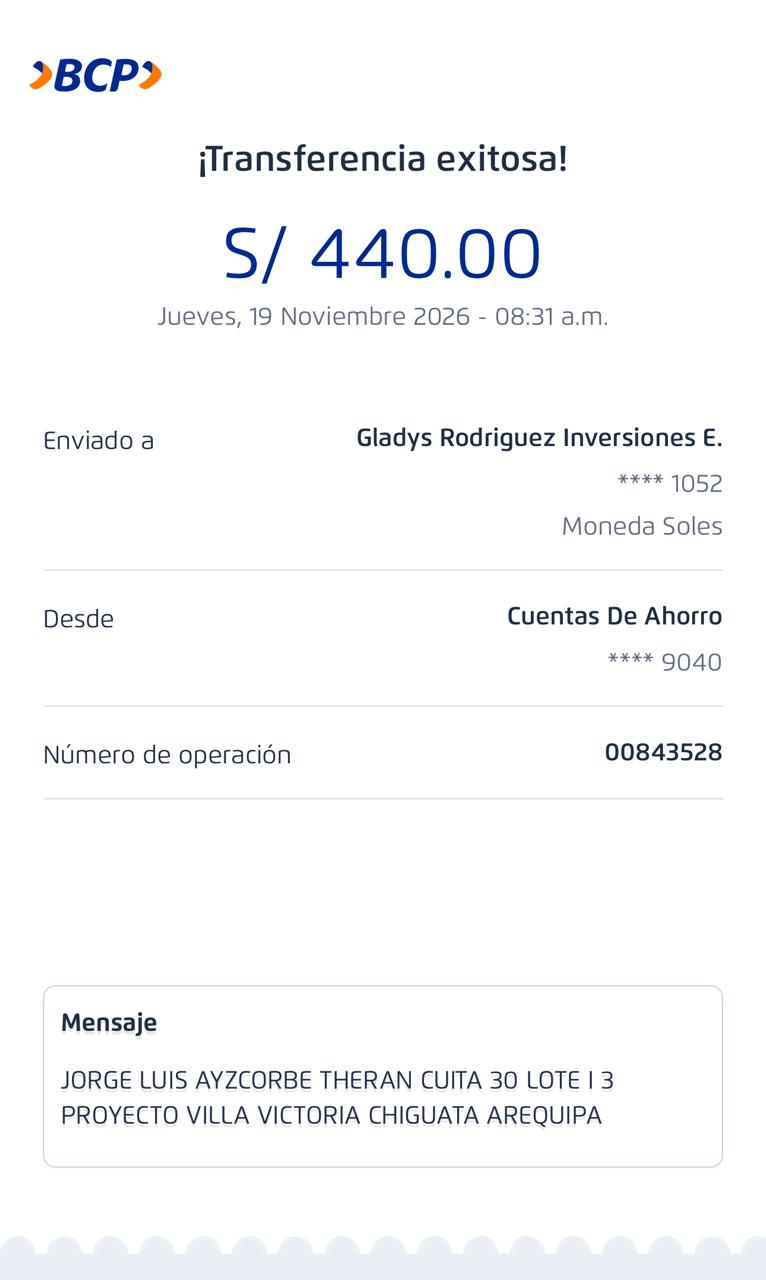 BCP
¡Transferencia exitosa!
S/ 440.00
Jueves, 19 Noviembre 2026 - 08:31 a.m.
Enviado a
Gladys Rodriguez Inversiones E.
**** 1052
Moneda Soles
Desde
Cuentas De Ahorro
**** 9040
Número de operación
00843528
Mensaje
JORGE LUIS AYZCORBE THERAN CUITA 30 LOTE I 3
PROYECTO VILLA VICTORIA CHIGUATA AREQUIPA